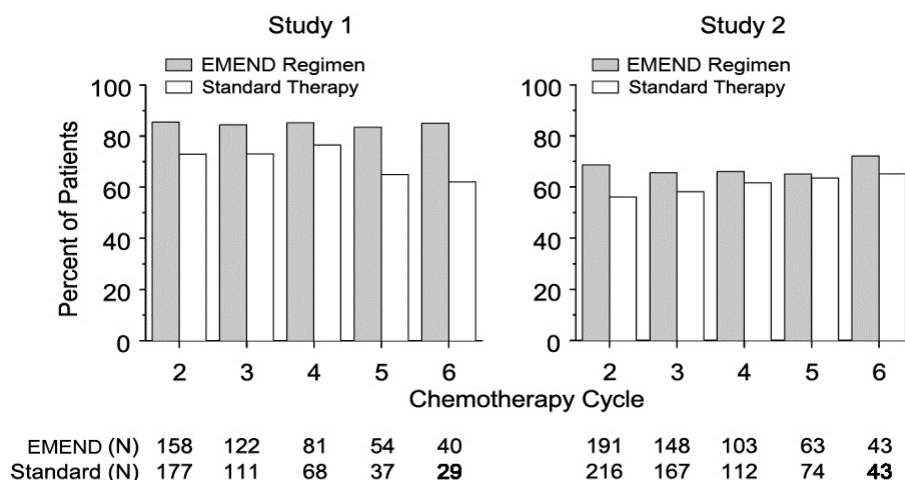 Study 1
EMEND Regimen
Standard Therapy
100
80
60
40
20
0
Percent of Patients
2 3 4 5 6
Study 2
EMEND Regimen
Standard Therapy
100
80
60
40
20
0
2 3 4 5 6
Chemotherapy Cycle
EMEND (N) 158 122 81 54 40 191 148 103 63 43
Standard (N) 177 111 68 37 29 216 167 112 74 43